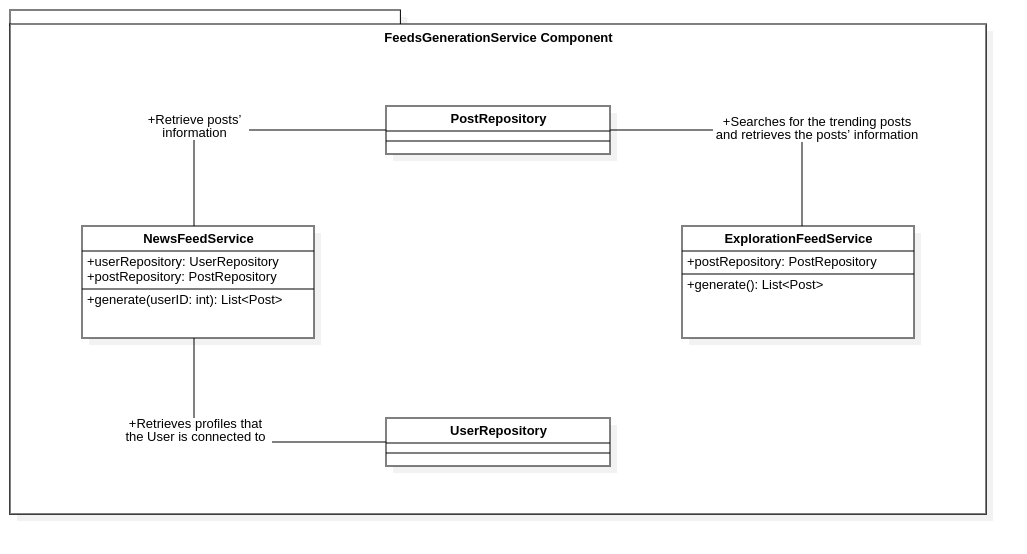 FeedsGenerationService Component
+Retrieve posts'
information
PostRepository
+Searches for the trending posts
and retrieves the posts' information
NewsFeedService
+userRepository: UserRepository
+postRepository: PostRepository
+generate(userID: int): List<Post>
ExplorationFeedService
+postRepository: PostRepository
+generate(): List<Post>
+Retrieves profiles that
the User is connected to
UserRepository